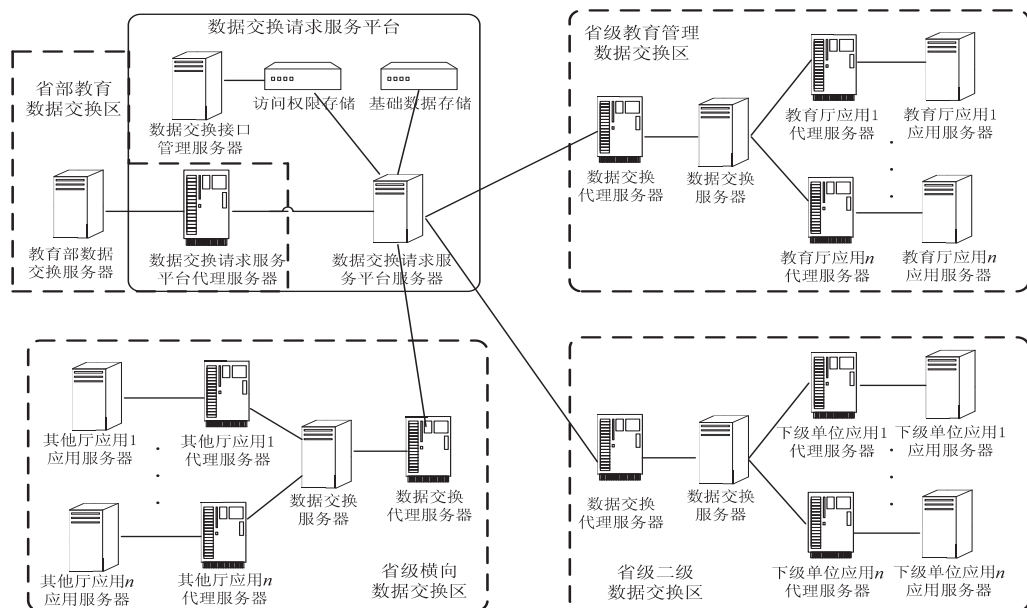 数据交换请求服务平台
省部教育
数据交换区
访问权限存储
基础数据存储
数据交换接口
管理服务器
教育部数据
交换服务器
数据交换请求服务
平台代理服务器
数据交换请求服
务平台服务器
省级教育管理
数据交换区
数据交换
代理服务器
数据交换
服务器
教育厅应用1
代理服务器
教育厅应用1
应用服务器
教育厅应用n
代理服务器
教育厅应用n
应用服务器
其他厅应用1
应用服务器
其他厅应用1
代理服务器
其他厅应用n
应用服务器
其他厅应用n
代理服务器
数据交换
服务器
数据交换
代理服务器
省级横向
数据交换区
数据交换
代理服务器
数据交换
服务器
下级单位应用1
代理服务器
下级单位应用1
应用服务器
下级单位应用n
代理服务器
下级单位应用n
应用服务器
省级二级
数据交换区